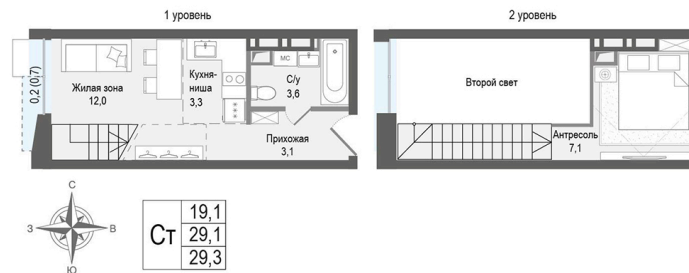 1 уровень
2 уровень
0,2 (0,7)
Жилая зона
12,0
Кухня-
ниша
3,3
МС
С/у
3,6
Прихожая
3,1
Второй свет
Антресоль
7,1
С
З
В
Ю
Ст
19,1
29,1
29,3